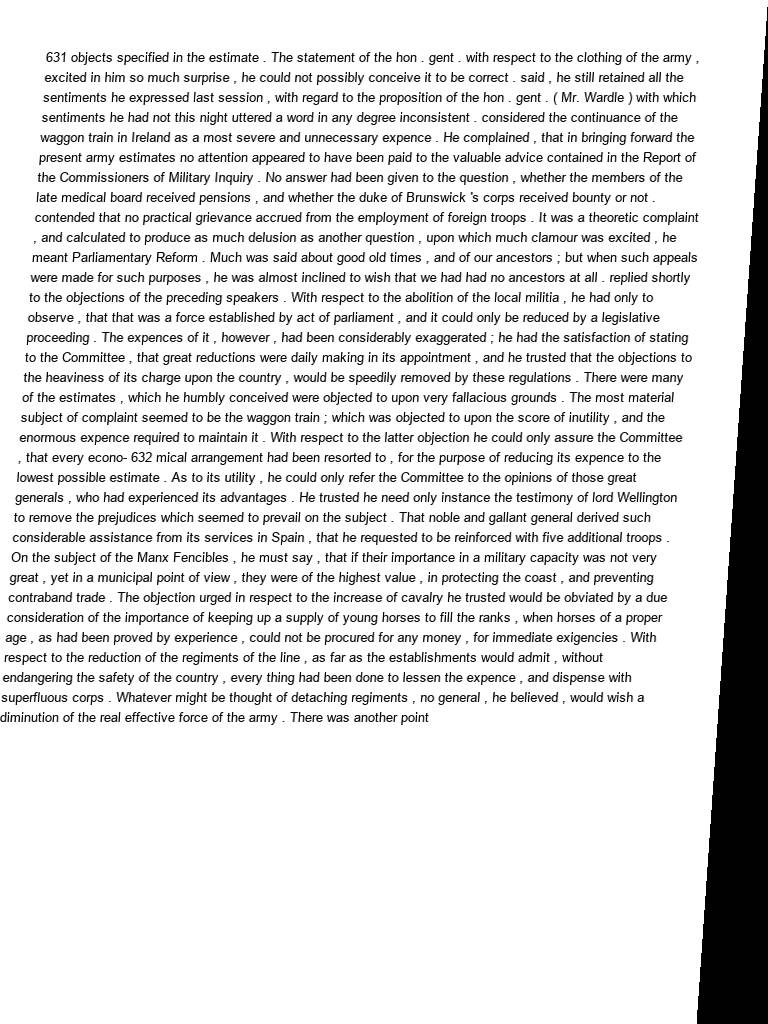 631 objects specified in the estimate . The statement of the hon . gent . with respect to the clothing of the army ,
excited in him so much surprise , he could not possibly conceive it to be correct . said , he still retained all the
sentiments he expressed last session , with regard to the proposition of the hon . gent . ( Mr. Wardle ) with which
sentiments he had not this night uttered a word in any degree inconsistent . considered the continuance of the
waggon train in Ireland as a most severe and unnecessary expence . He complained , that in bringing forward the
present army estimates no attention appeared to have been paid to the valuable advice contained in the Report of
the Commissioners of Military Inquiry . No answer had been given to the question , whether the members of the
late medical board received pensions , and whether the duke of Brunswick 's corps received bounty or not .
contended that no practical grievance accrued from the employment of foreign troops . It was a theoretic complaint
, and calculated to produce as much delusion as another question , upon which much clamour was excited , he
meant Parliamentary Reform . Much was said about good old times , and of our ancestors ; but when such appeals
were made for such purposes , he was almost inclined to wish that we had had no ancestors at all . replied shortly
to the objections of the preceding speakers . With respect to the abolition of the local militia , he had only to
observe , that that was a force established by act of parliament , and it could only be reduced by a legislative
proceeding . The expences of it , however , had been considerably exaggerated ; he had the satisfaction of stating
to the Committee , that great reductions were daily making in its appointment , and he trusted that the objections to
the heaviness of its charge upon the country , would be speedily removed by these regulations . There were many
of the estimates , which he humbly conceived were objected to upon very fallacious grounds . The most material
subject of complaint seemed to be the waggon train ; which was objected to upon the score of inutility , and the
enormous expence required to maintain it . With respect to the latter objection he could only assure the Committee
, that every econo- 632 mical arrangement had been resorted to , for the purpose of reducing its expence to the
lowest possible estimate . As to its utility , he could only refer the Committee to the opinions of those great
generals , who had experienced its advantages . He trusted he need only instance the testimony of lord Wellington
to remove the prejudices which seemed to prevail on the subject . That noble and gallant general derived such
considerable assistance from its services in Spain , that he requested to be reinforced with five additional troops .
On the subject of the Manx Fencibles , he must say , that if their importance in a military capacity was not very
great , yet in a municipal point of view , they were of the highest value , in protecting the coast , and preventing
contraband trade . The objection urged in respect to the increase of cavalry he trusted would be obviated by a due
consideration of the importance of keeping up a supply of young horses to fill the ranks , when horses of a proper
age , as had been proved by experience , could not be procured for any money , for immediate exigencies . With
respect to the reduction of the regiments of the line , as far as the establishments would admit , without
endangering the safety of the country , every thing had been done to lessen the expence , and dispense with
superfluous corps . Whatever might be thought of detaching regiments , no general , he believed , would wish a
diminution of the real effective force of the army . There was another point